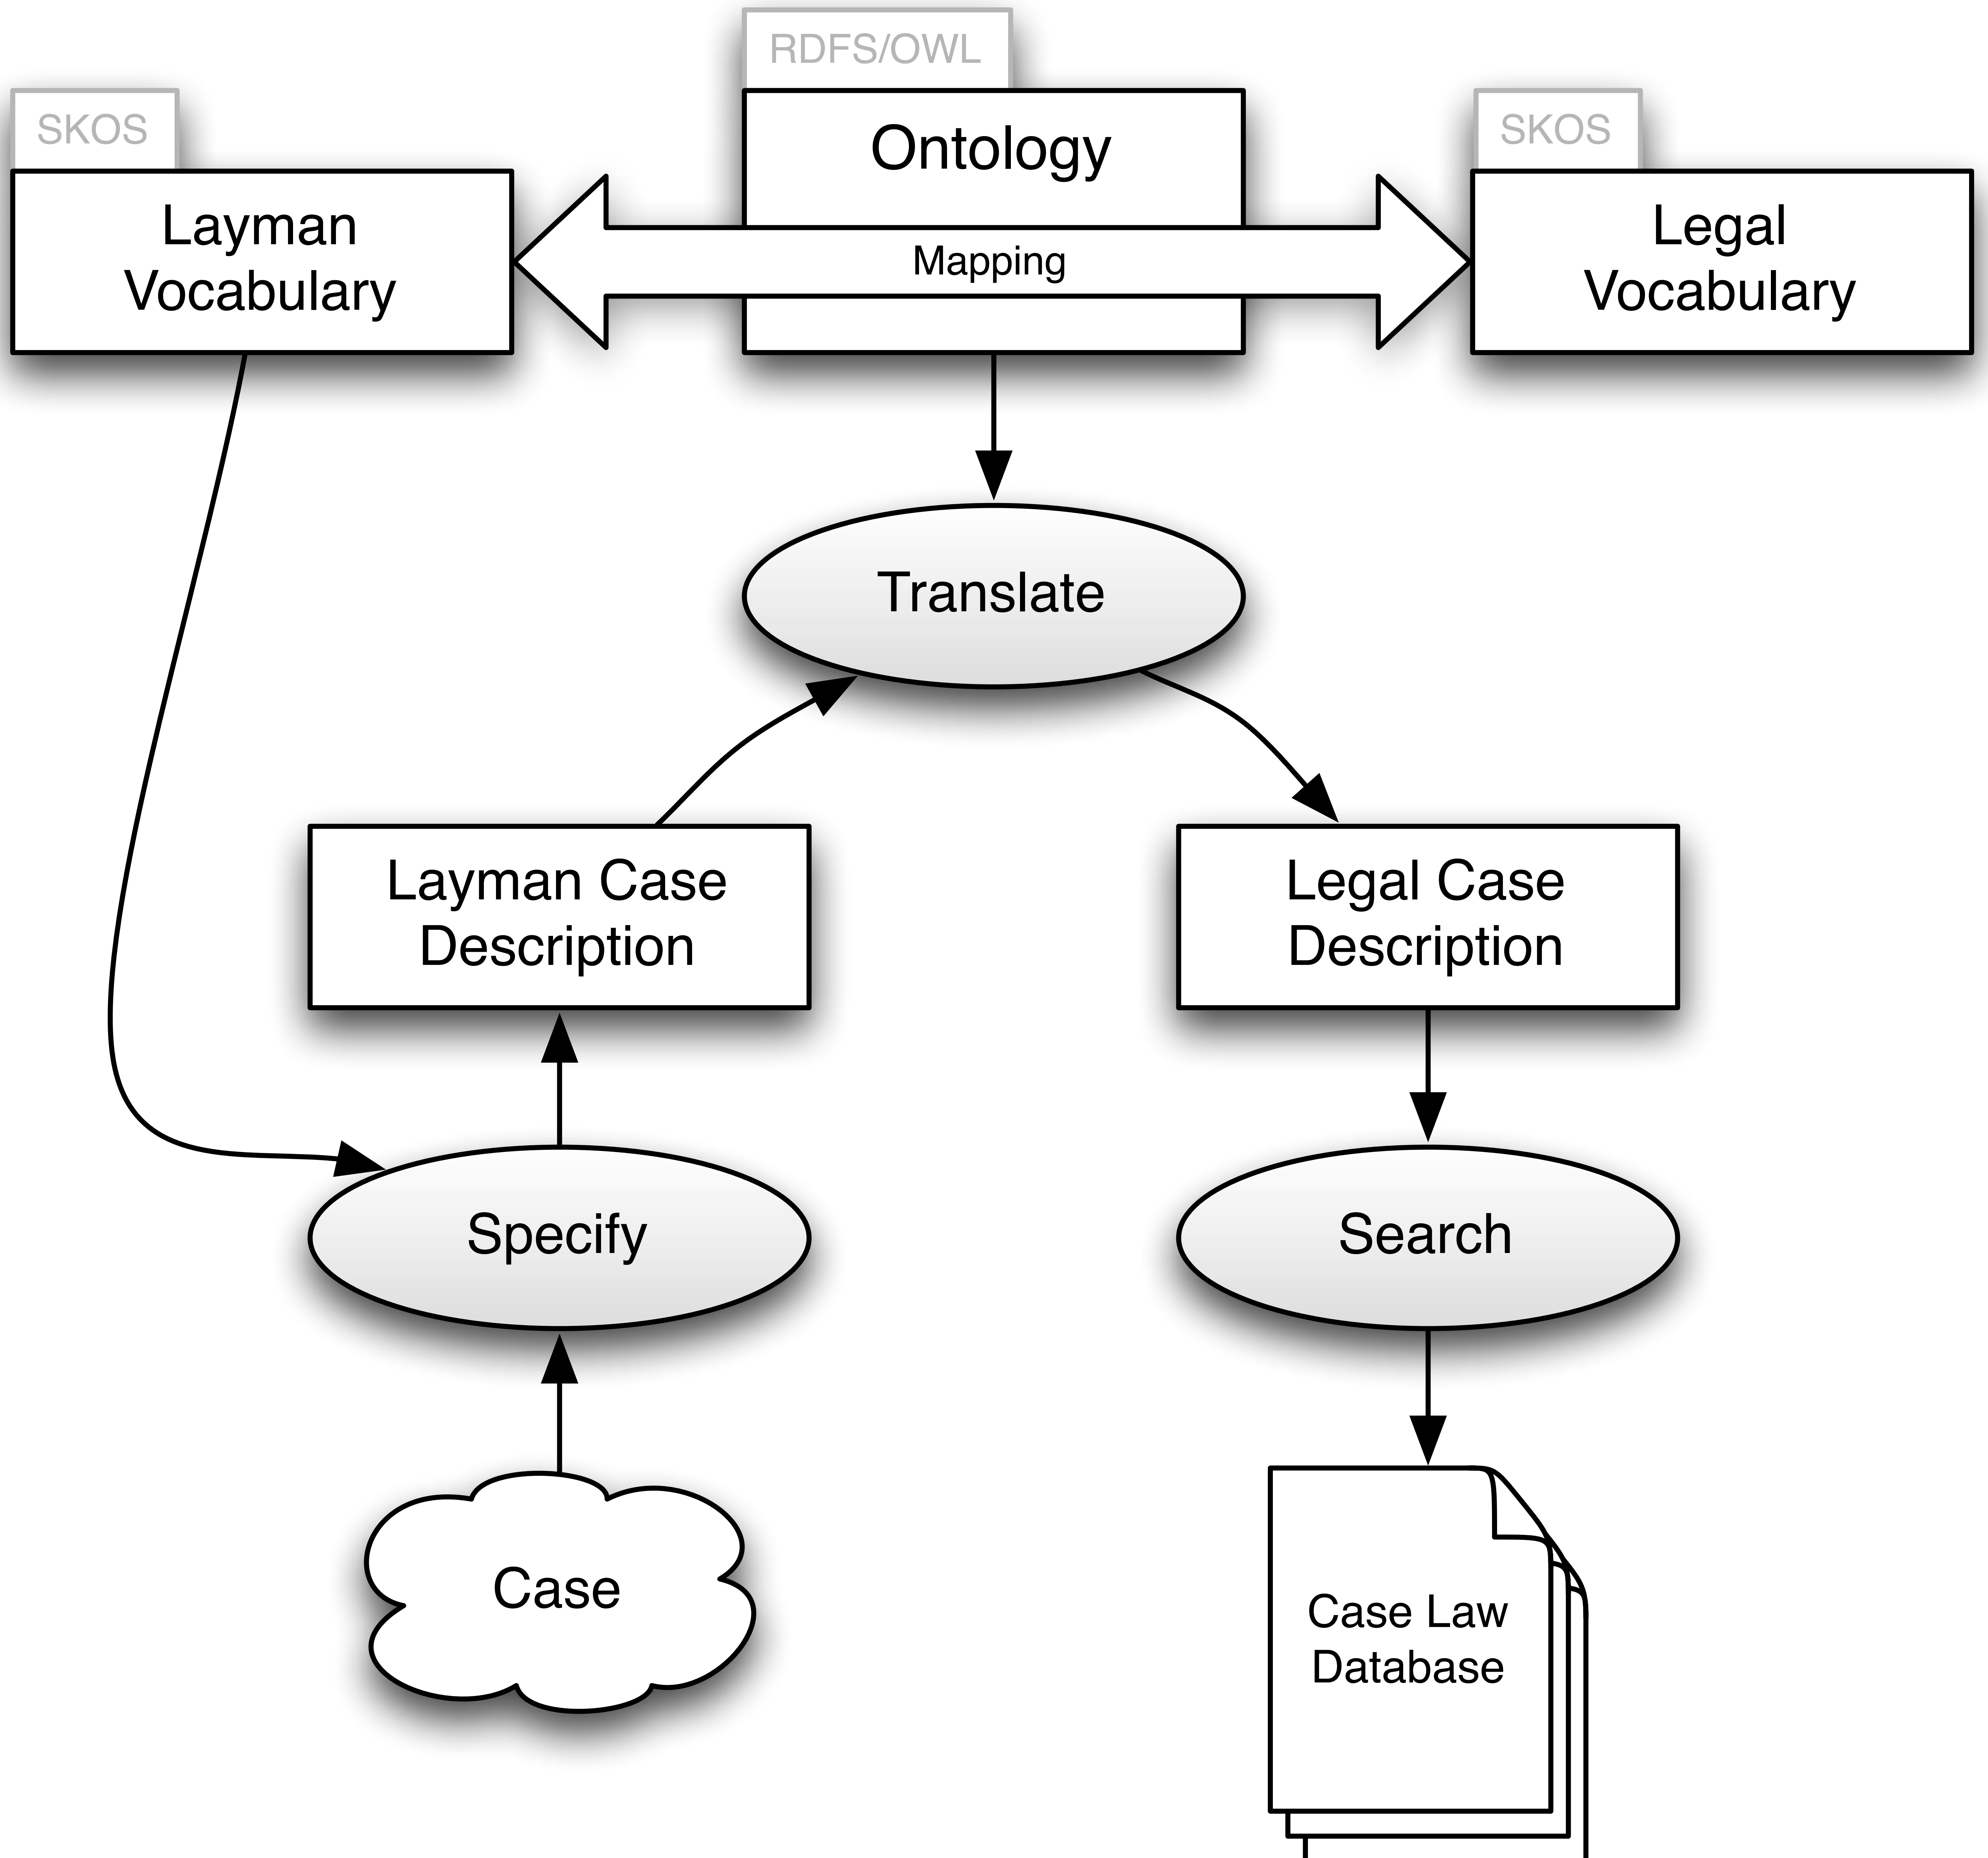 RDFS/OWL
SKOS
Ontology
SKOS
Layman
Vocabulary
Mapping
Legal
Vocabulary
Translate
Layman Case
Description
Legal Case
Description
Specify
Search
Case
Case Law
Database